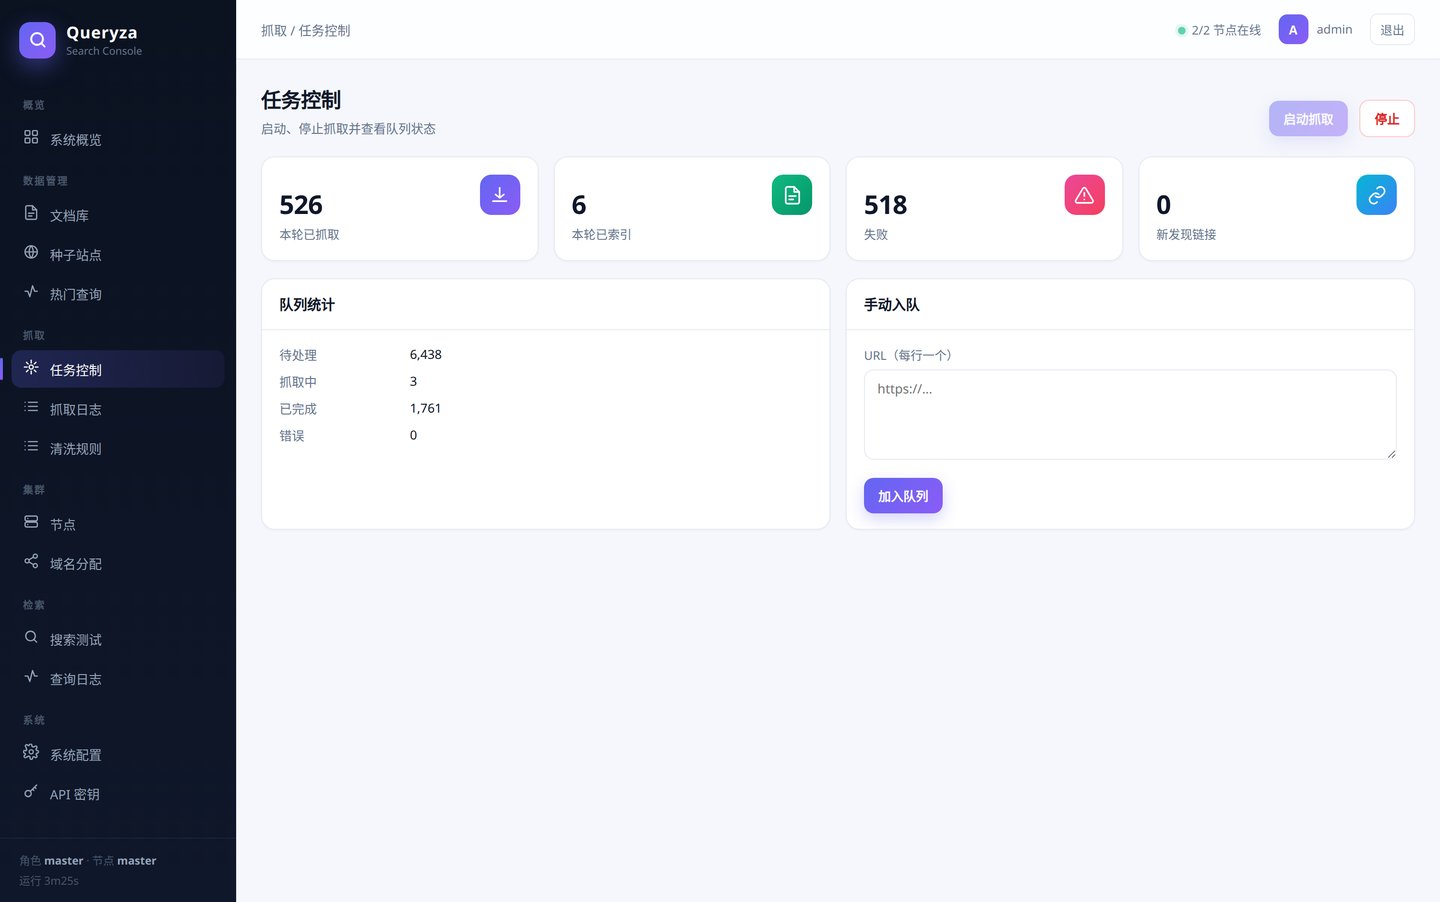 Queryza
Search Console
概览
系统概览
数据管理
文档库
种子站点
热门查询
抓取
任务控制
抓取日志
清洗规则
集群
节点
域名分配
检索
搜索测试
查询日志
系统
系统配置
API 密钥
角色 master · 节点 master
运行 3m25s
抓取 / 任务控制
2/2 节点在线
A
admin
退出
任务控制
启动、停止抓取并查看队列状态
启动抓取
停止
526
本轮已抓取
6
本轮已索引
518
失败
0
新发现链接
队列统计
待处理 6,438
抓取中 3
已完成 1,761
错误 0
手动入队
URL（每行一个）
https://...
加入队列